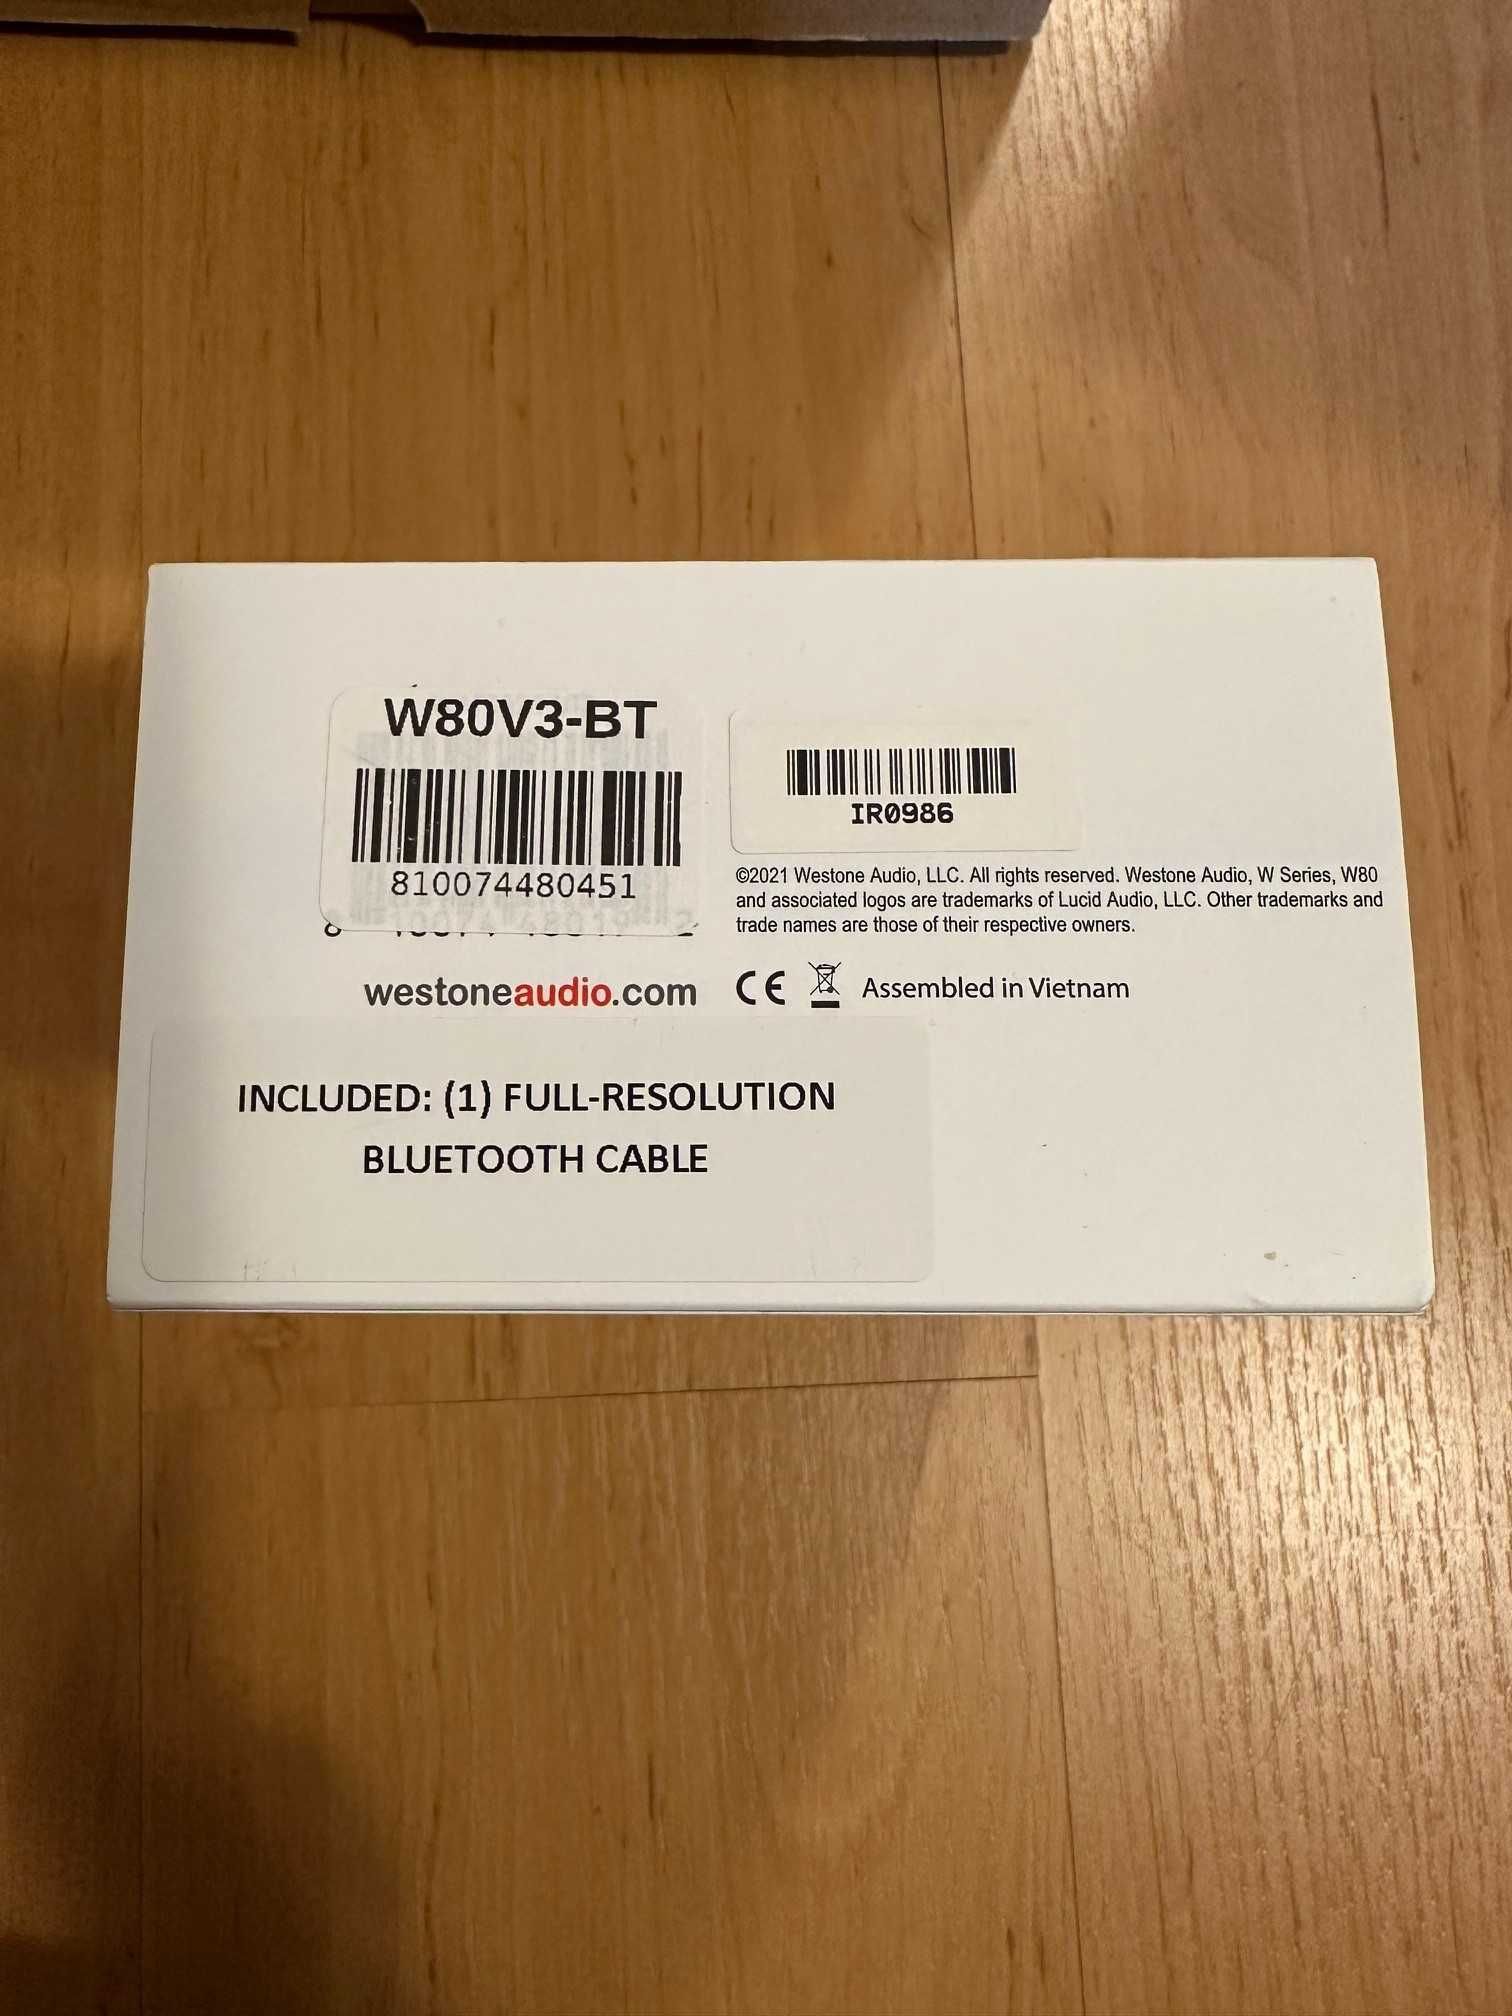 W80V3-BT
810074480451
IR0986
©2021 Westone Audio, LLC. All rights reserved. Westone Audio, W Series, W80
and associated logos are trademarks of Lucid Audio, LLC. Other trademarks and
trade names are those of their respective owners.
westoneaudio.com
CE Assembled in Vietnam
INCLUDED: (1) FULL-RESOLUTION
BLUETOOTH CABLE